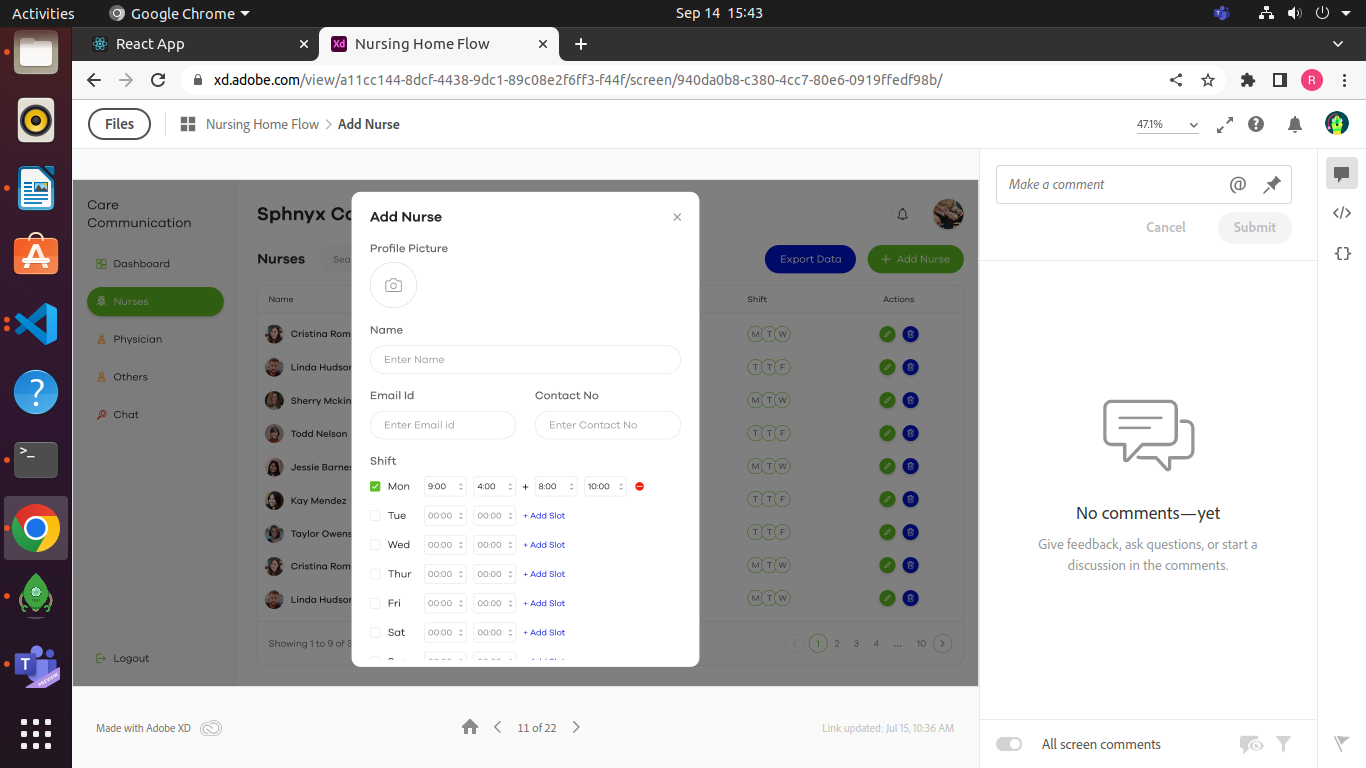 Activities Google Chrome Sep 14 15:43
React App Nursing Home Flow
xd.adobe.com/view/a11cc144-8dcf-4438-9dc1-89c08e2f6ff3-f44f/screen/940da0b8-c380-4cc7-80e6-0919ffedf98b/ R
Files Nursing Home Flow > Add Nurse 47.1%
Care
Communication
Dashboard
Nurses
Physician
Others
Chat
Logout
Sphnyx Ca
Nurses Sea Export Data + Add Nurse
Name Shift Actions
Cristina Rom M T W
Linda Hudson T T F
Sherry Mckin M T W
Todd Nelson T T F
Jessie Barnes M T W
Kay Mendez T T F
Taylor Owens T T F
Cristina Rom M T W
Linda Hudson M T W
Showing 1 to 9 of 3 1 2 3 4 ... 10
Add Nurse
Profile Picture
Name
Enter Name
Email Id Contact No
Enter Email id Enter Contact No
Shift
Mon 9:00 4:00 + 8:00 10:00
Tue 00:00 00:00 + Add Slot
Wed 00:00 00:00 + Add Slot
Thur 00:00 00:00 + Add Slot
Fri 00:00 00:00 + Add Slot
Sat 00:00 00:00 + Add Slot
Made with Adobe XD 11 of 22 Link updated: Jul 15, 10:36 AM
Make a comment @
Cancel Submit
No comments—yet
Give feedback, ask questions, or start a
discussion in the comments.
All screen comments